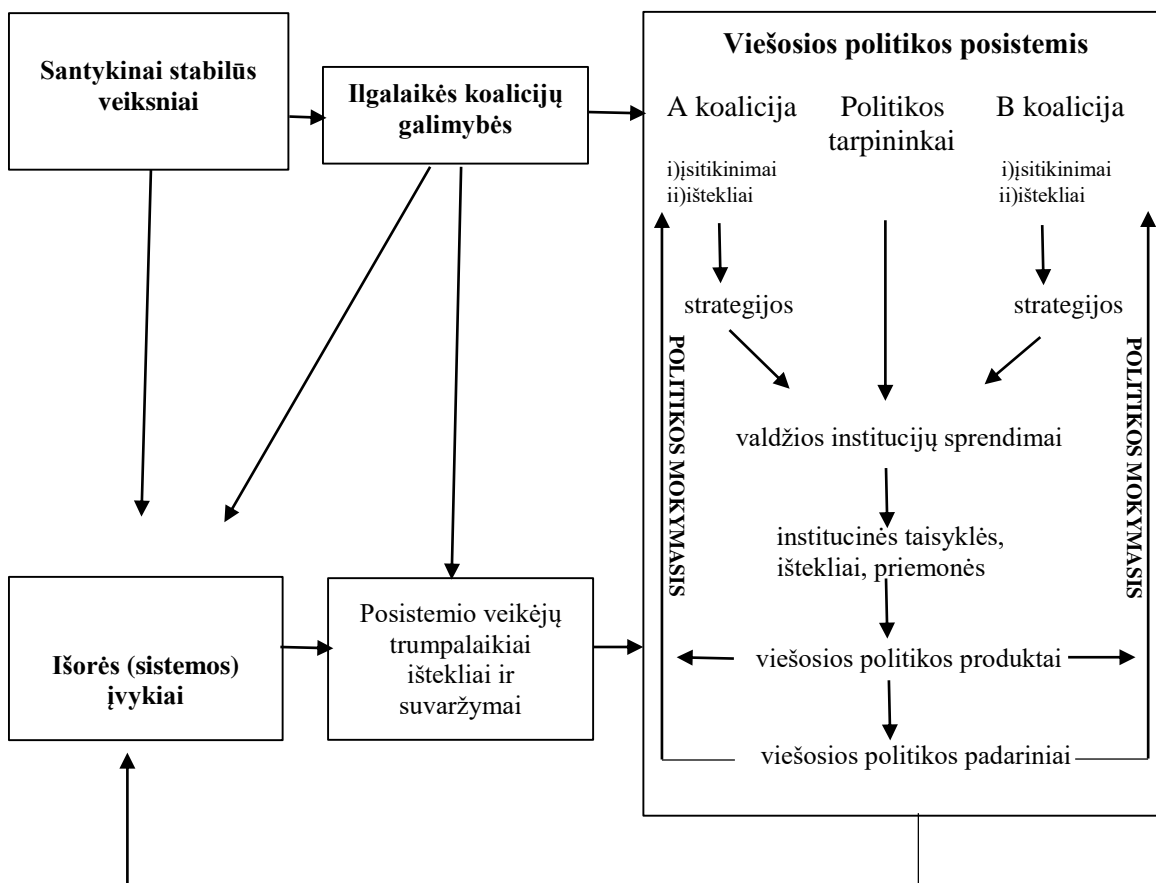 Santykinai stabilūs
veiksniai
Ilgalaikės koalicijų
galimybės
Viešosios politikos posistemis
A koalicija
Politikos
tarpininkai
B koalicija
i)įsitikinimai
ii)ištekliai
i)įsitikinimai
ii)ištekliai
strategijos
strategijos
POLITIKOS MOKYMASIS
POLITIKOS MOKYMASIS
valdžios institucijų sprendimai
institucinės taisyklės,
ištekliai, priemonės
viešosios politikos produktai
viešosios politikos padariniai
Išorės (sistemos)
įvykiai
Posistemio veikėjų
trumpalaikiai
ištekliai ir
suvaržymai